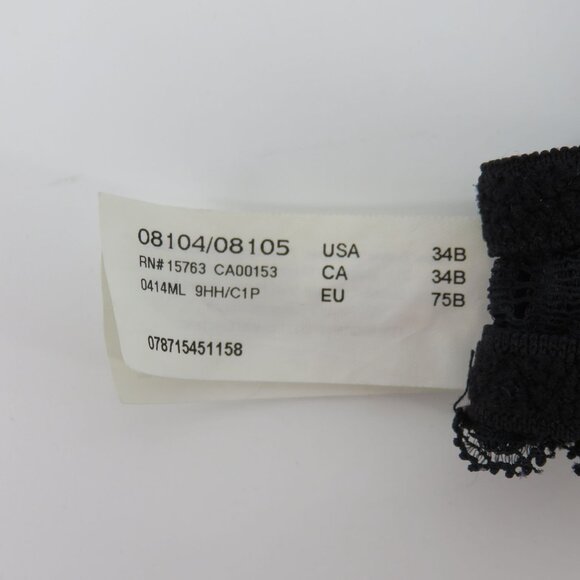 08104/08105 USA 34B
RN# 15763 CA00153 CA 34B
0414ML 9HH/C1P EU 75B
078715451158